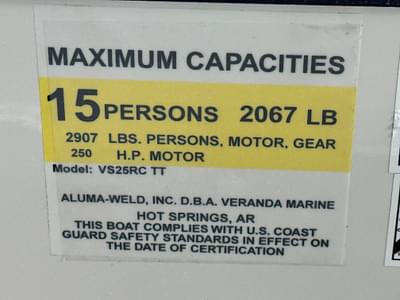 MAXIMUM CAPACITIES
15 PERSONS 2067 LB
2907 LBS. PERSONS, MOTOR, GEAR
250 H.P. MOTOR
Model: VS25RC TT
ALUMA-WELD, INC. D.B.A. VERANDA MARINE
HOT SPRINGS, AR
THIS BOAT COMPLIES WITH U.S. COAST
GUARD SAFETY STANDARDS IN EFFECT ON
THE DATE OF CERTIFICATION